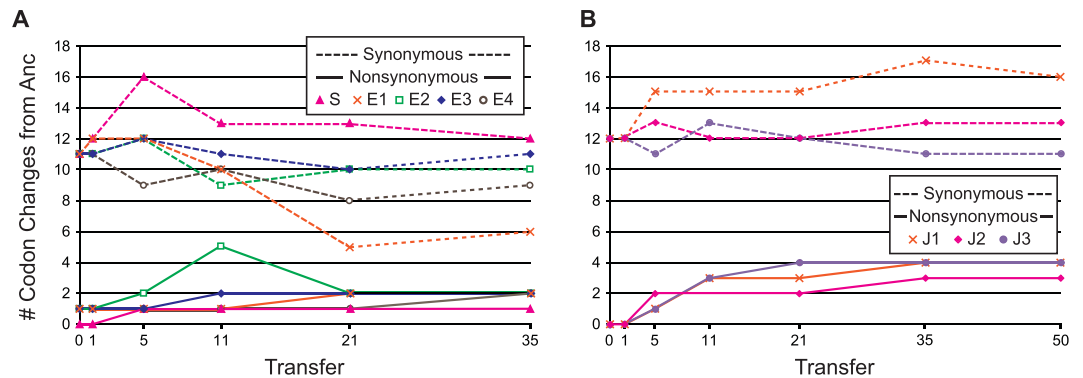 A
B
# Codon Changes from Anc
18
16
14
12
10
8
6
4
2
0
Synonymous
Nonsynonymous
S E1 E2 E3 E4
0 1 5 11 21 35
Transfer
18
16
14
12
10
8
6
4
2
0
Synonymous
Nonsynonymous
J1 J2 J3
0 1 5 11 21 35 50
Transfer